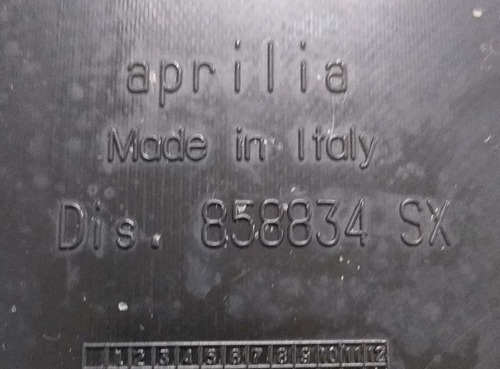 aprilia
Made in Italy
Dis. 858834 SX
1 2 3 4 5 6 7 8 9 10 11 12